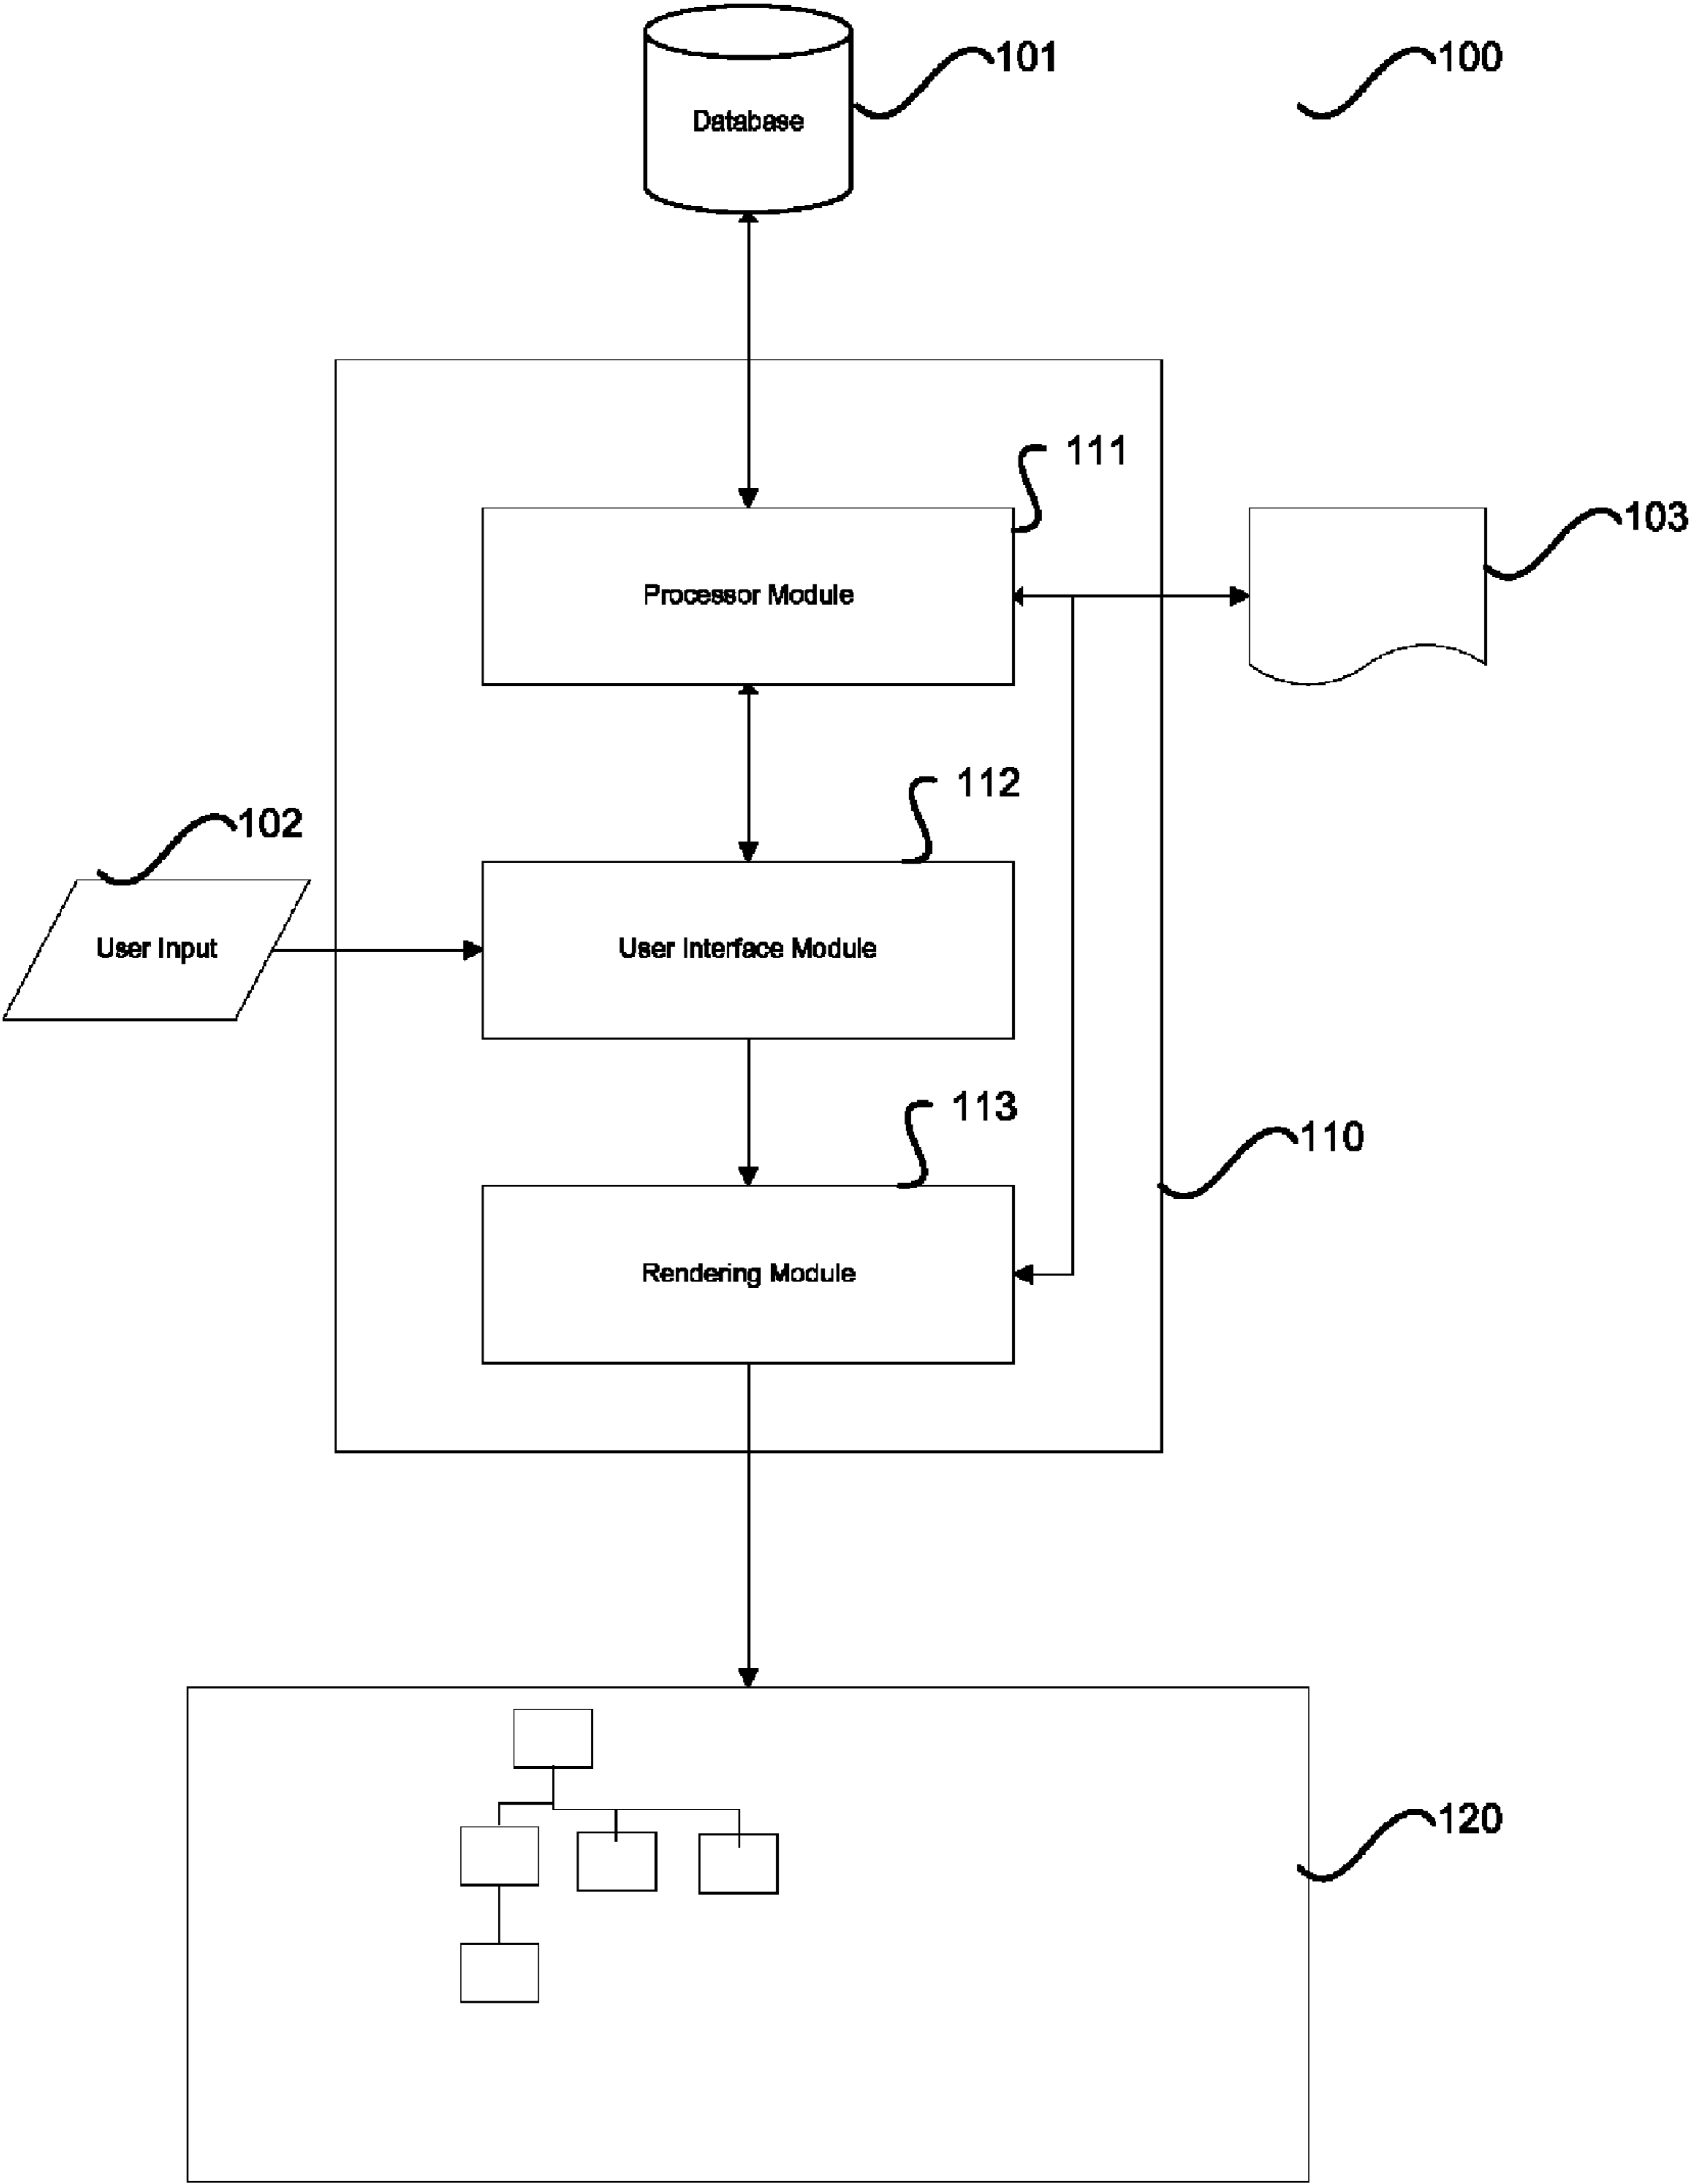 101
100
Database
111
103
Processor Module
112
102
User Input
User Interface Module
113
110
Rendering Module
120